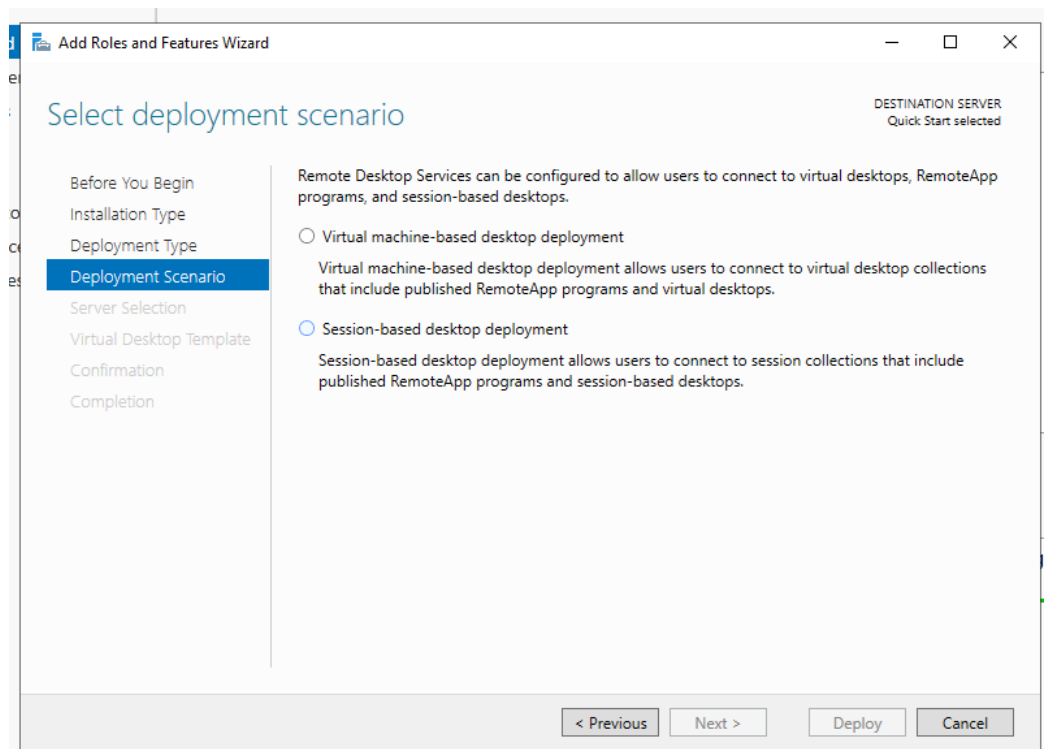 Add Roles and Features Wizard
Select deployment scenario
DESTINATION SERVER
Quick Start selected
Before You Begin
Installation Type
Deployment Type
Deployment Scenario
Server Selection
Virtual Desktop Template
Confirmation
Completion
Remote Desktop Services can be configured to allow users to connect to virtual desktops, RemoteApp
programs, and session-based desktops.
Virtual machine-based desktop deployment
Virtual machine-based desktop deployment allows users to connect to virtual desktop collections
that include published RemoteApp programs and virtual desktops.
Session-based desktop deployment
Session-based desktop deployment allows users to connect to session collections that include
published RemoteApp programs and session-based desktops.
< Previous
Next >
Deploy
Cancel